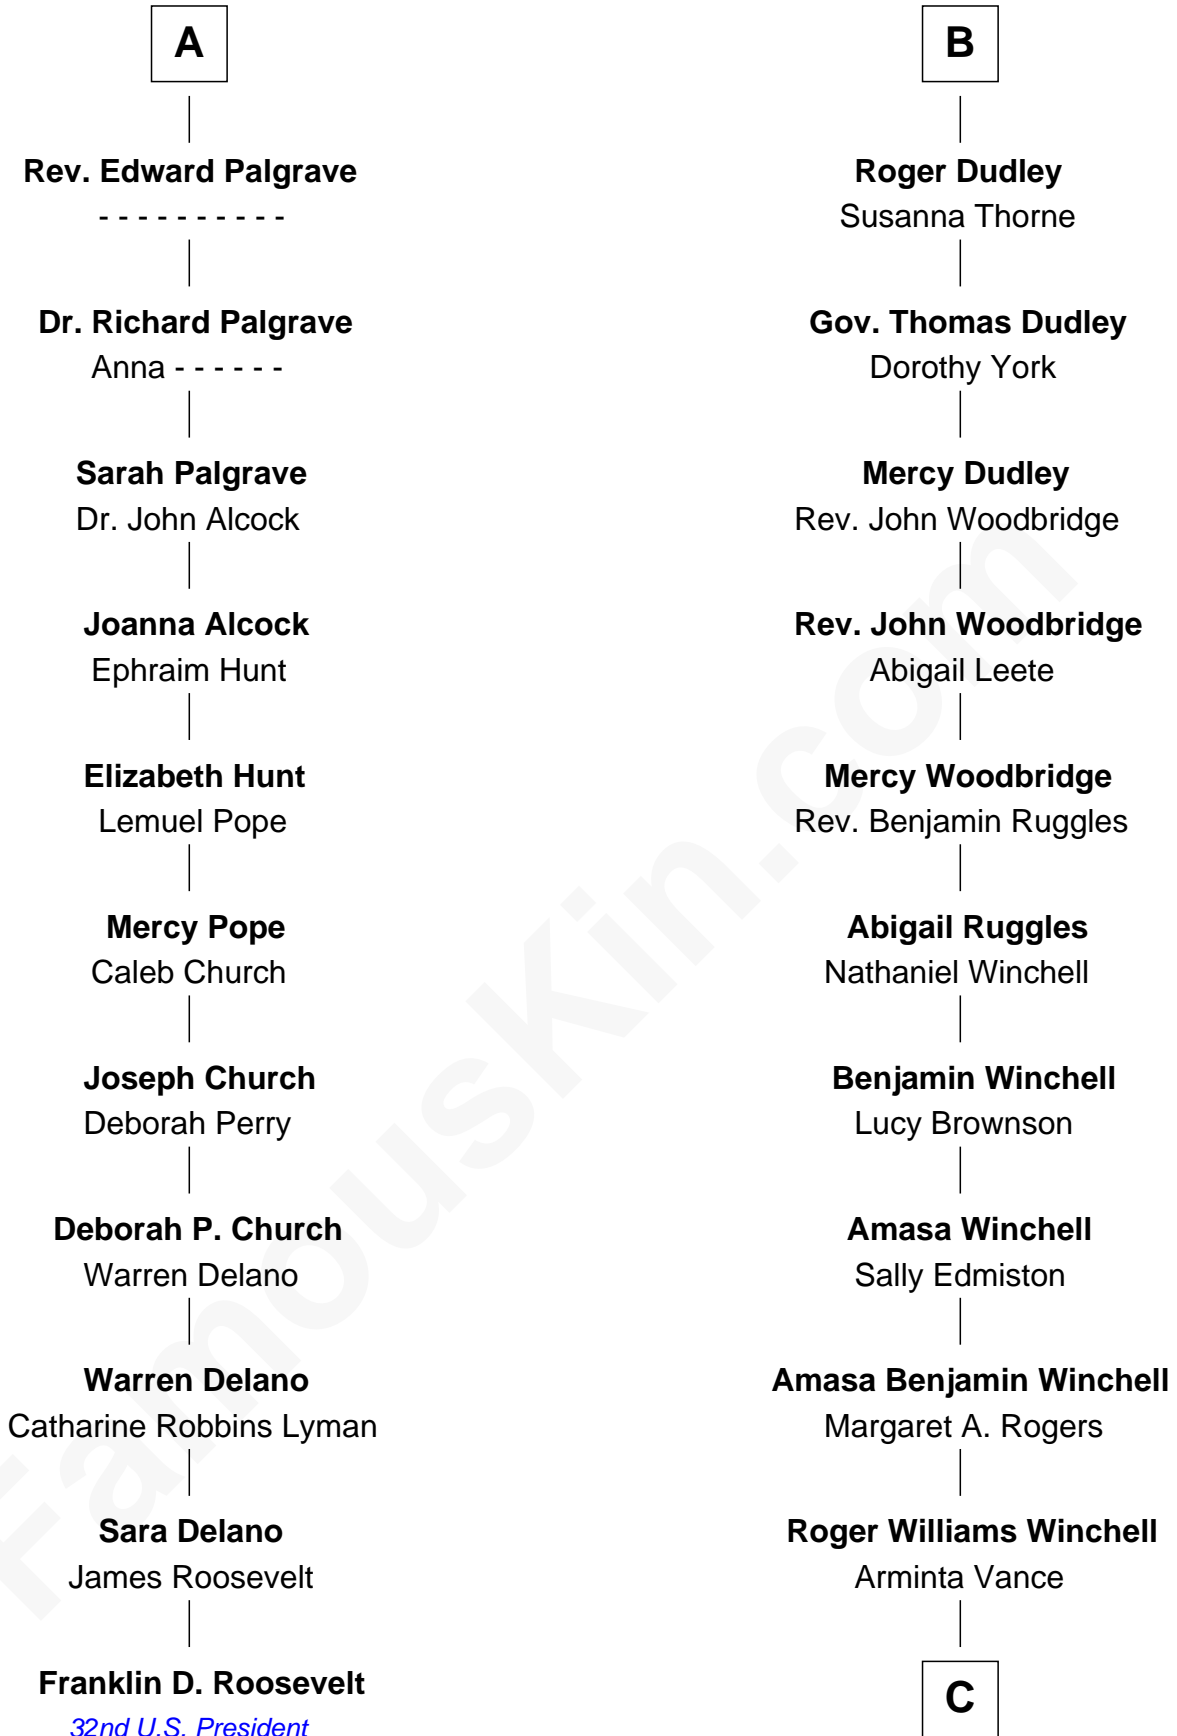 A
Rev. Edward Palgrave
- - - - - - - - - -
Dr. Richard Palgrave
Anna - - - - - -
Sarah Palgrave
Dr. John Alcock
Joanna Alcock
Ephraim Hunt
Elizabeth Hunt
Lemuel Pope
Mercy Pope
Caleb Church
Joseph Church
Deborah Perry
Deborah P. Church
Warren Delano
Warren Delano
Catharine Robbins Lyman
Sara Delano
James Roosevelt
Franklin D. Roosevelt
32nd U.S. President
B
Roger Dudley
Susanna Thorne
Gov. Thomas Dudley
Dorothy York
Mercy Dudley
Rev. John Woodbridge
Rev. John Woodbridge
Abigail Leete
Mercy Woodbridge
Rev. Benjamin Ruggles
Abigail Ruggles
Nathaniel Winchell
Benjamin Winchell
Lucy Brownson
Amasa Winchell
Sally Edmiston
Amasa Benjamin Winchell
Margaret A. Rogers
Roger Williams Winchell
Arminta Vance
C
FamousKin.com